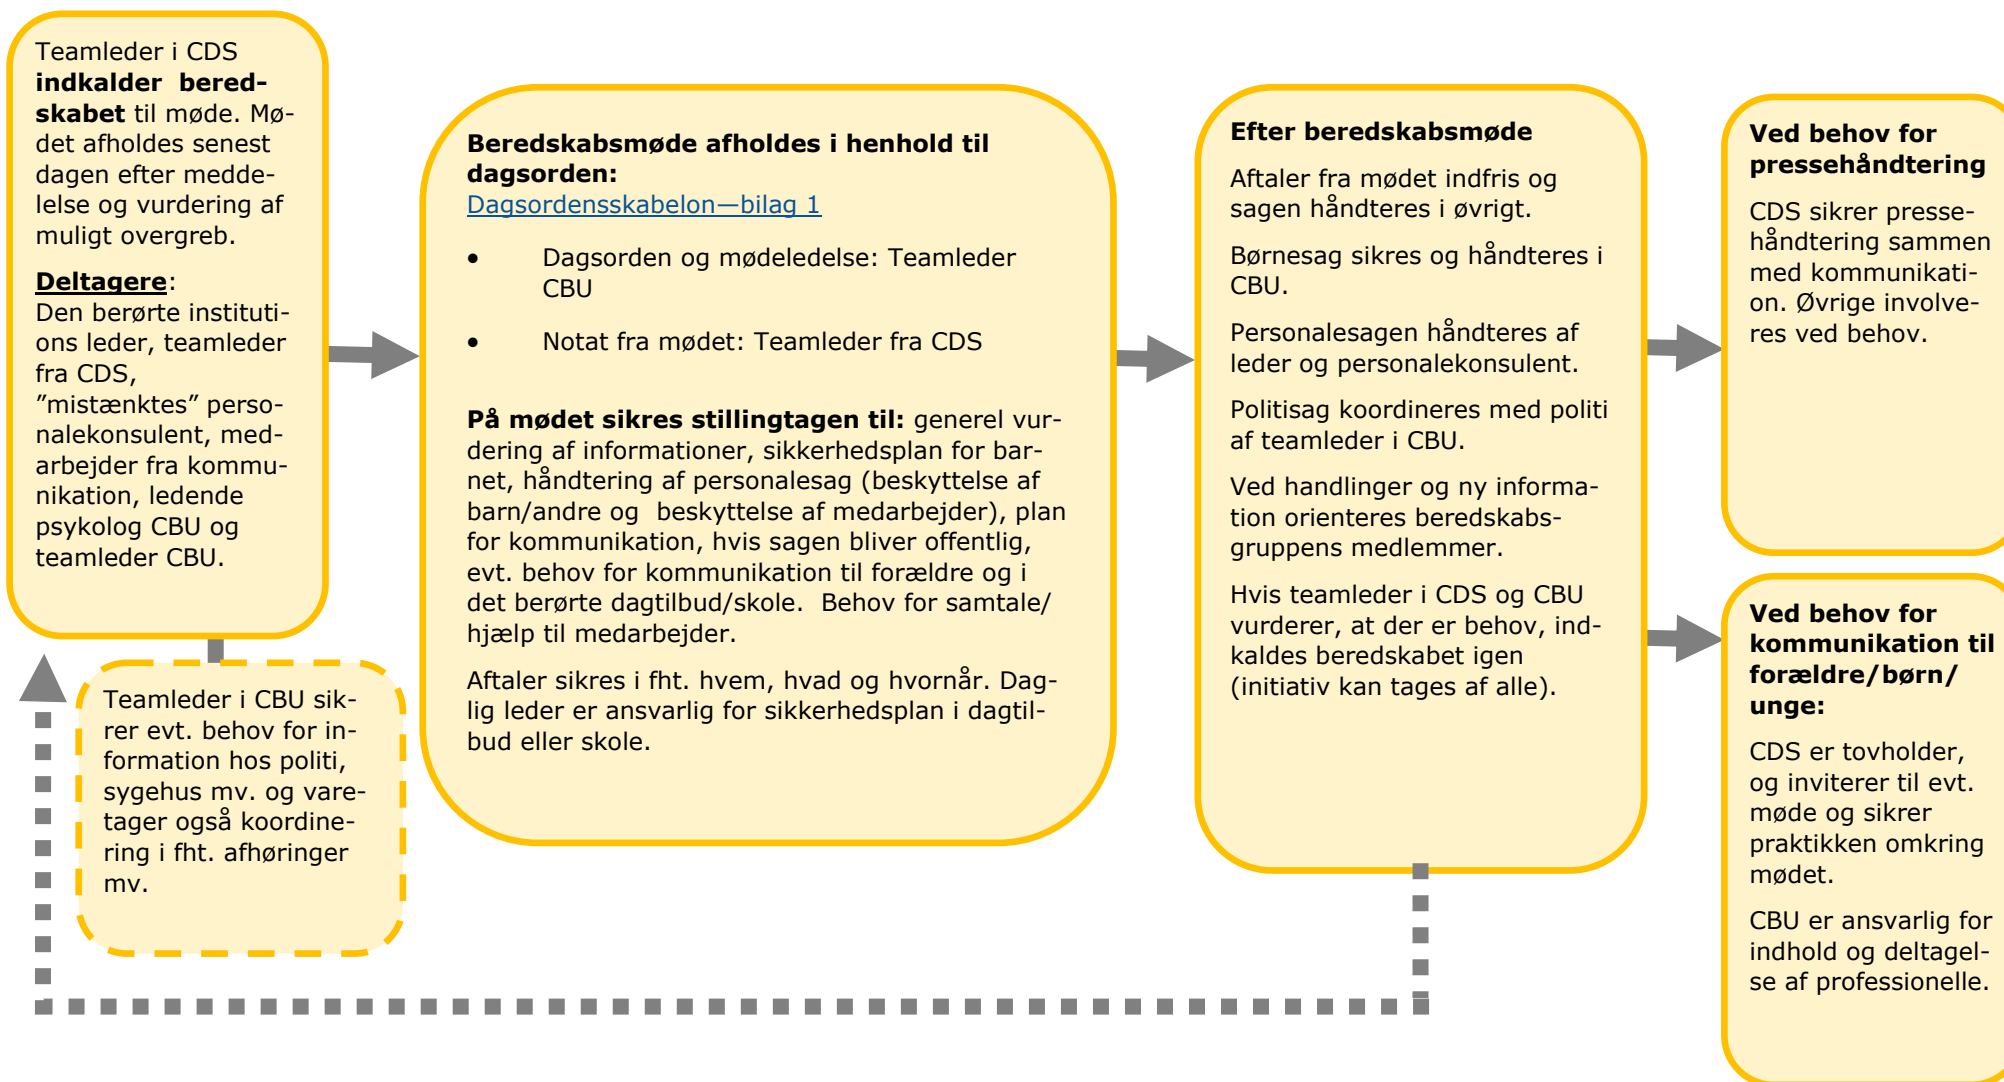 Teamleder i CDS
indkalder bered-
skabet til møde. Mø-
det afholdes senest
dagen efter medde-
lelse og vurdering af
muligt overgreb.
Deltagere:
Den berørte instituti-
ons leder, teamleder
fra CDS,
”mistænktes” perso-
nalekonsulent, med-
arbejder fra kommu-
nikation, ledende
psykolog CBU og
teamleder CBU.
Teamleder i CBU sik-
rer evt. behov for in-
formation hos politi,
sygehus mv. og vare-
tager også koordine-
ring i fht. afhøringer
mv.
Beredskabsmøde afholdes i henhold til
dagsorden:
Dagsordensskabelon—bilag 1
• Dagsorden og mødeledelse: Teamleder
CBU
• Notat fra mødet: Teamleder fra CDS
På mødet sikres stillingtagen til: generel vur-
dering af informationer, sikkerhedsplan for bar-
net, håndtering af personalesag (beskyttelse af
barn/andre og beskyttelse af medarbejder), plan
for kommunikation, hvis sagen bliver offentlig,
evt. behov for kommunikation til forældre og i
det berørte dagtilbud/skole. Behov for samtale/
hjælp til medarbejder.
Aftaler sikres i fht. hvem, hvad og hvornår. Dag-
lig leder er ansvarlig for sikkerhedsplan i dagtil-
bud eller skole.
Efter beredskabsmøde
Aftaler fra mødet indfris og
sagen håndteres i øvrigt.
Børnesag sikres og håndteres i
CBU.
Personalesagen håndteres af
leder og personalekonsulent.
Politisag koordineres med politi
af teamleder i CBU.
Ved handlinger og ny informa-
tion orienteres beredskabs-
gruppens medlemmer.
Hvis teamleder i CDS og CBU
vurderer, at der er behov, ind-
kaldes beredskabet igen
(initiativ kan tages af alle).
Ved behov for
pressehåndtering
CDS sikrer presse-
håndtering sammen
med kommunikati-
on. Øvrige involve-
res ved behov.
Ved behov for
kommunikation til
forældre/børn/
unge:
CDS er tovholder,
og inviterer til evt.
møde og sikrer
praktikken omkring
mødet.
CBU er ansvarlig for
indhold og deltagel-
se af professionelle.